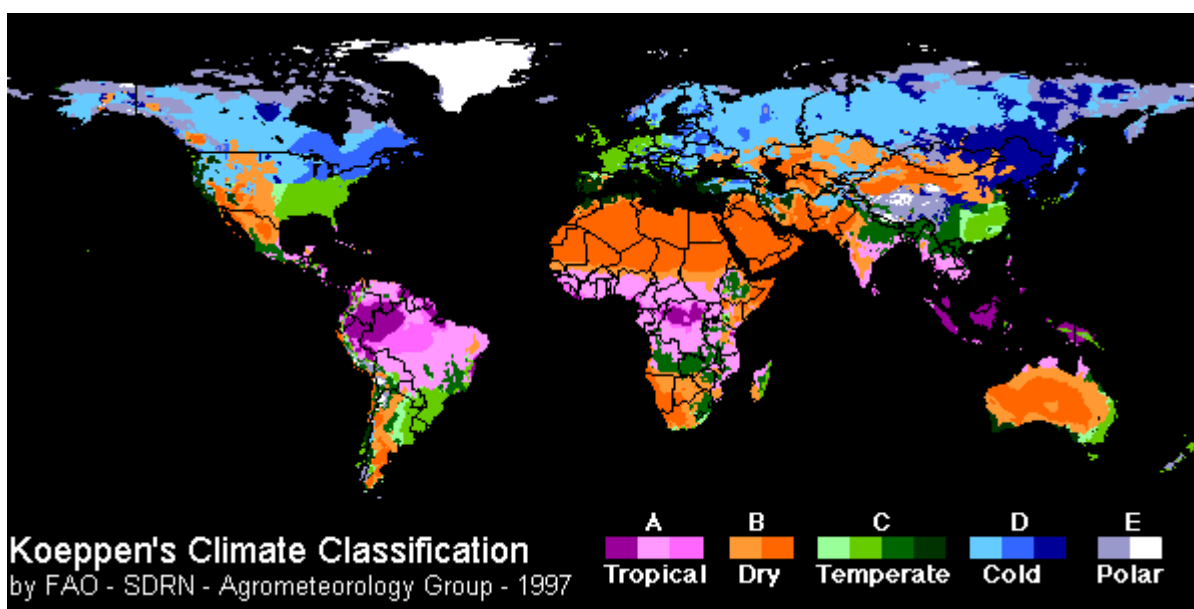 Koeppen's Climate Classification
by FAO - SDRN - Agrometeorology Group - 1997
A B C D E
Tropical Dry Temperate Cold Polar